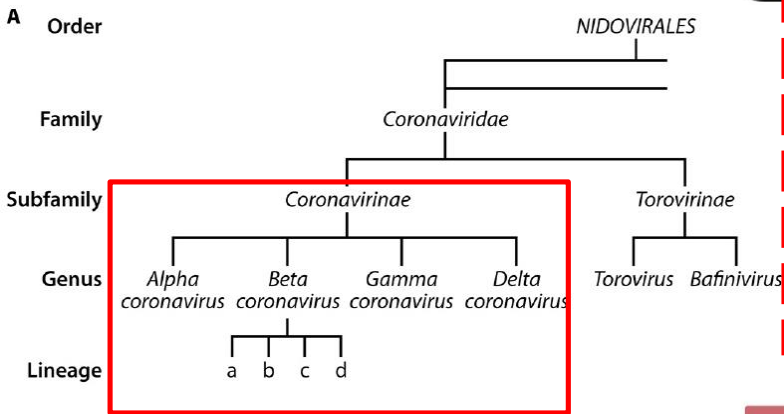 A
Order NIDOVIRALES
Family Coronaviridae
Subfamily Coronavirinae Torovirinae
Genus Alpha Beta Gamma Delta Torovirus Bafinivirus
coronavirus coronavirus coronavirus coronavirus
Lineage a b c d